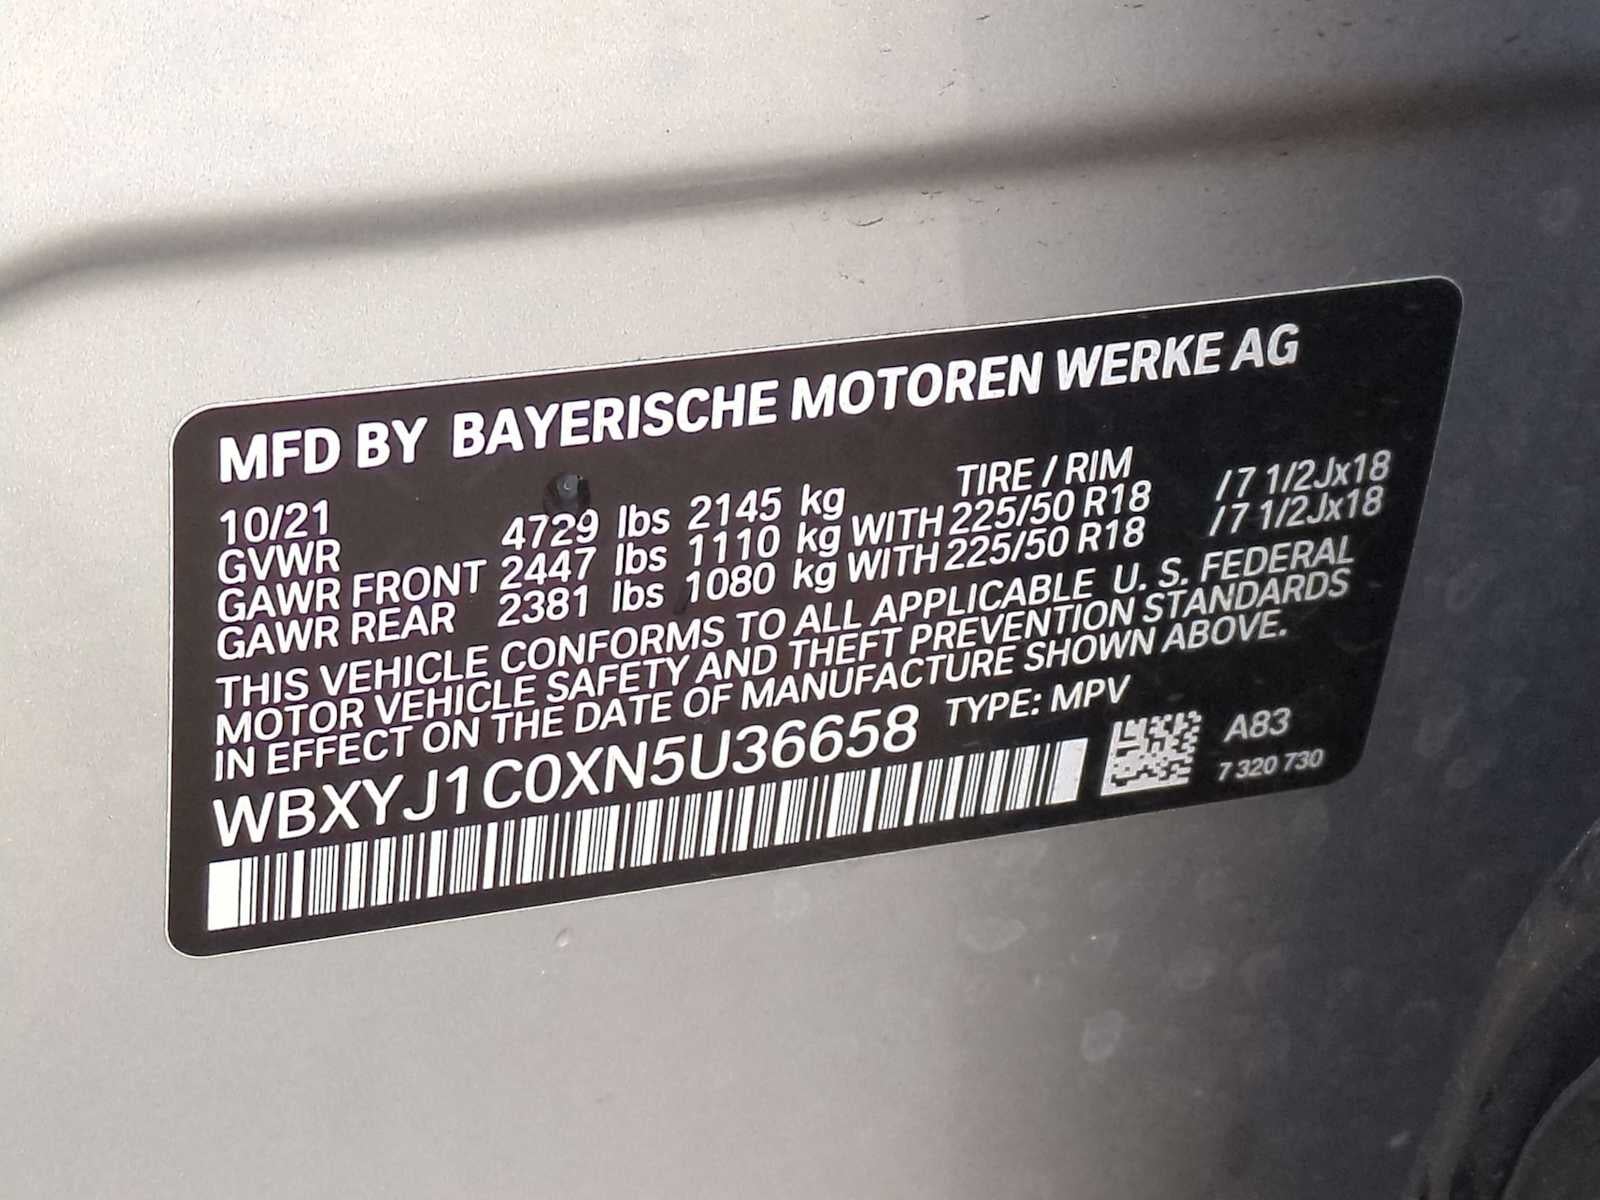 MFD BY BAYERISCHE MOTOREN WERKE AG
10/21 TIRE / RIM
GVWR 4729 lbs 2145 kg
GAWR FRONT 2447 lbs 1110 kg WITH 225/50 R18 / 7 1/2Jx18
GAWR REAR 2381 lbs 1080 kg WITH 225/50 R18 / 7 1/2Jx18
THIS VEHICLE CONFORMS TO ALL APPLICABLE U. S. FEDERAL
MOTOR VEHICLE SAFETY AND THEFT PREVENTION STANDARDS
IN EFFECT ON THE DATE OF MANUFACTURE SHOWN ABOVE.
WBXYJ1C0XN5U36658 TYPE: MPV
A83
7 320 730